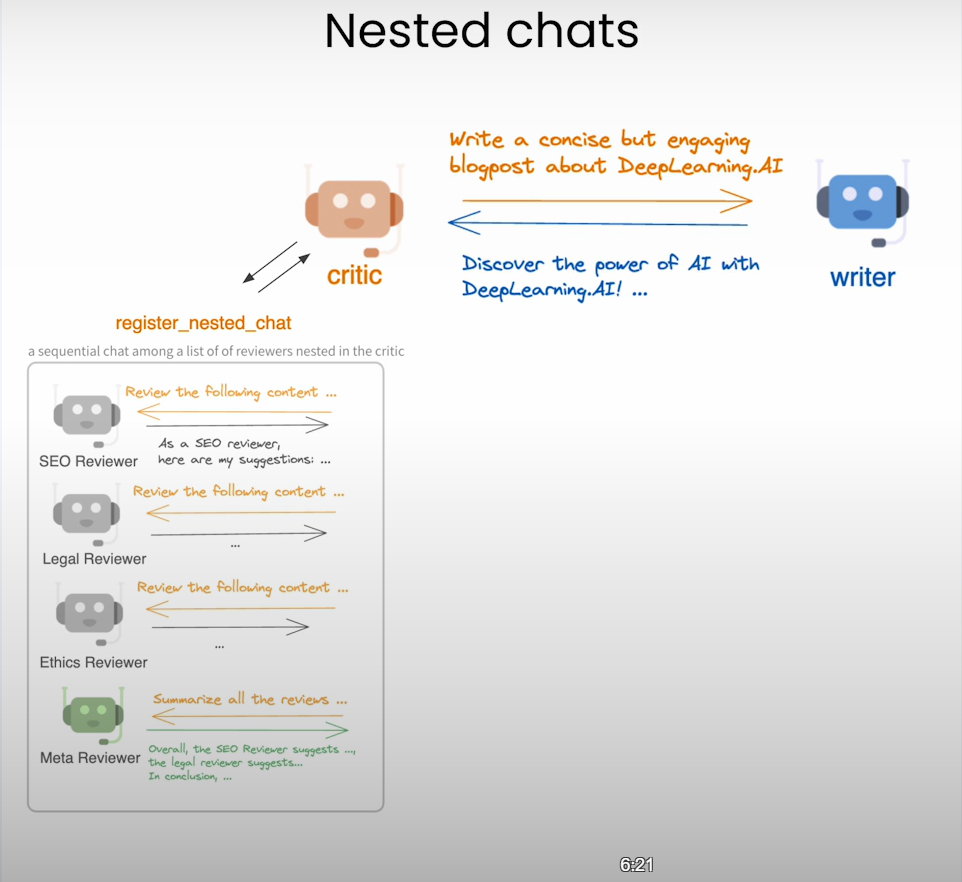 Nested chats
Write a concise but engaging
blogpost about DeepLearning.AI
critic
Discover the power of AI with
DeepLearning.AI! ...
writer
register_nested_chat
a sequential chat among a list of of reviewers nested in the critic
Review the following content ...
As a SEO reviewer,
here are my suggestions: ...
SEO Reviewer
Review the following content ...
...
Legal Reviewer
Review the following content ...
...
Ethics Reviewer
Summarize all the reviews ...
Meta Reviewer
Overall, the SEO Reviewer suggests ...,
the legal reviewer suggests...
In conclusion, ...
6:21